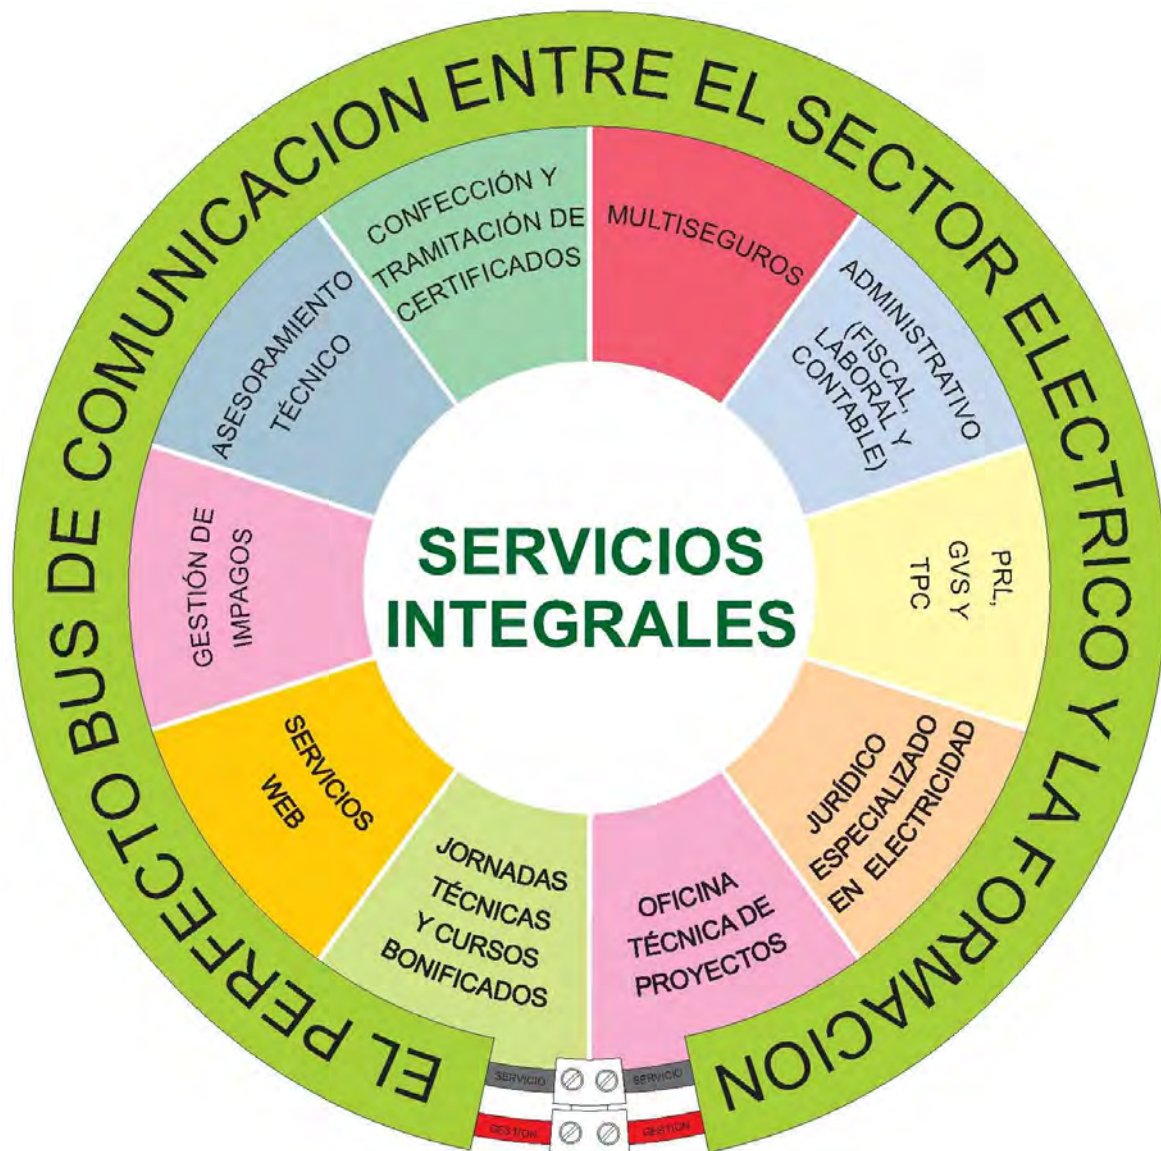 EL PERFECTO BUS DE COMUNICACION ENTRE EL SECTOR ELECTRICO Y LA FORMACION
CONFECCIÓN Y
TRAMITACIÓN DE
CERTIFICADOS
MULTISEGUROS
ADMINISTRATIVO
(FISCAL,
LABORAL Y
CONTABLE)
PRL,
GVS Y
TPC
JURÍDICO
ESPECIALIZADO
EN ELECTRICIDAD
OFICINA
TÉCNICA DE
PROYECTOS
JORNADAS
TÉCNICAS
Y CURSOS
BONIFICADOS
SERVICIOS
WEB
GESTIÓN DE
IMPAGOS
ASESORAMIENTO
TÉCNICO
SERVICIOS
INTEGRALES
SERVICIO
SERVICIO
GESTION
GESTION